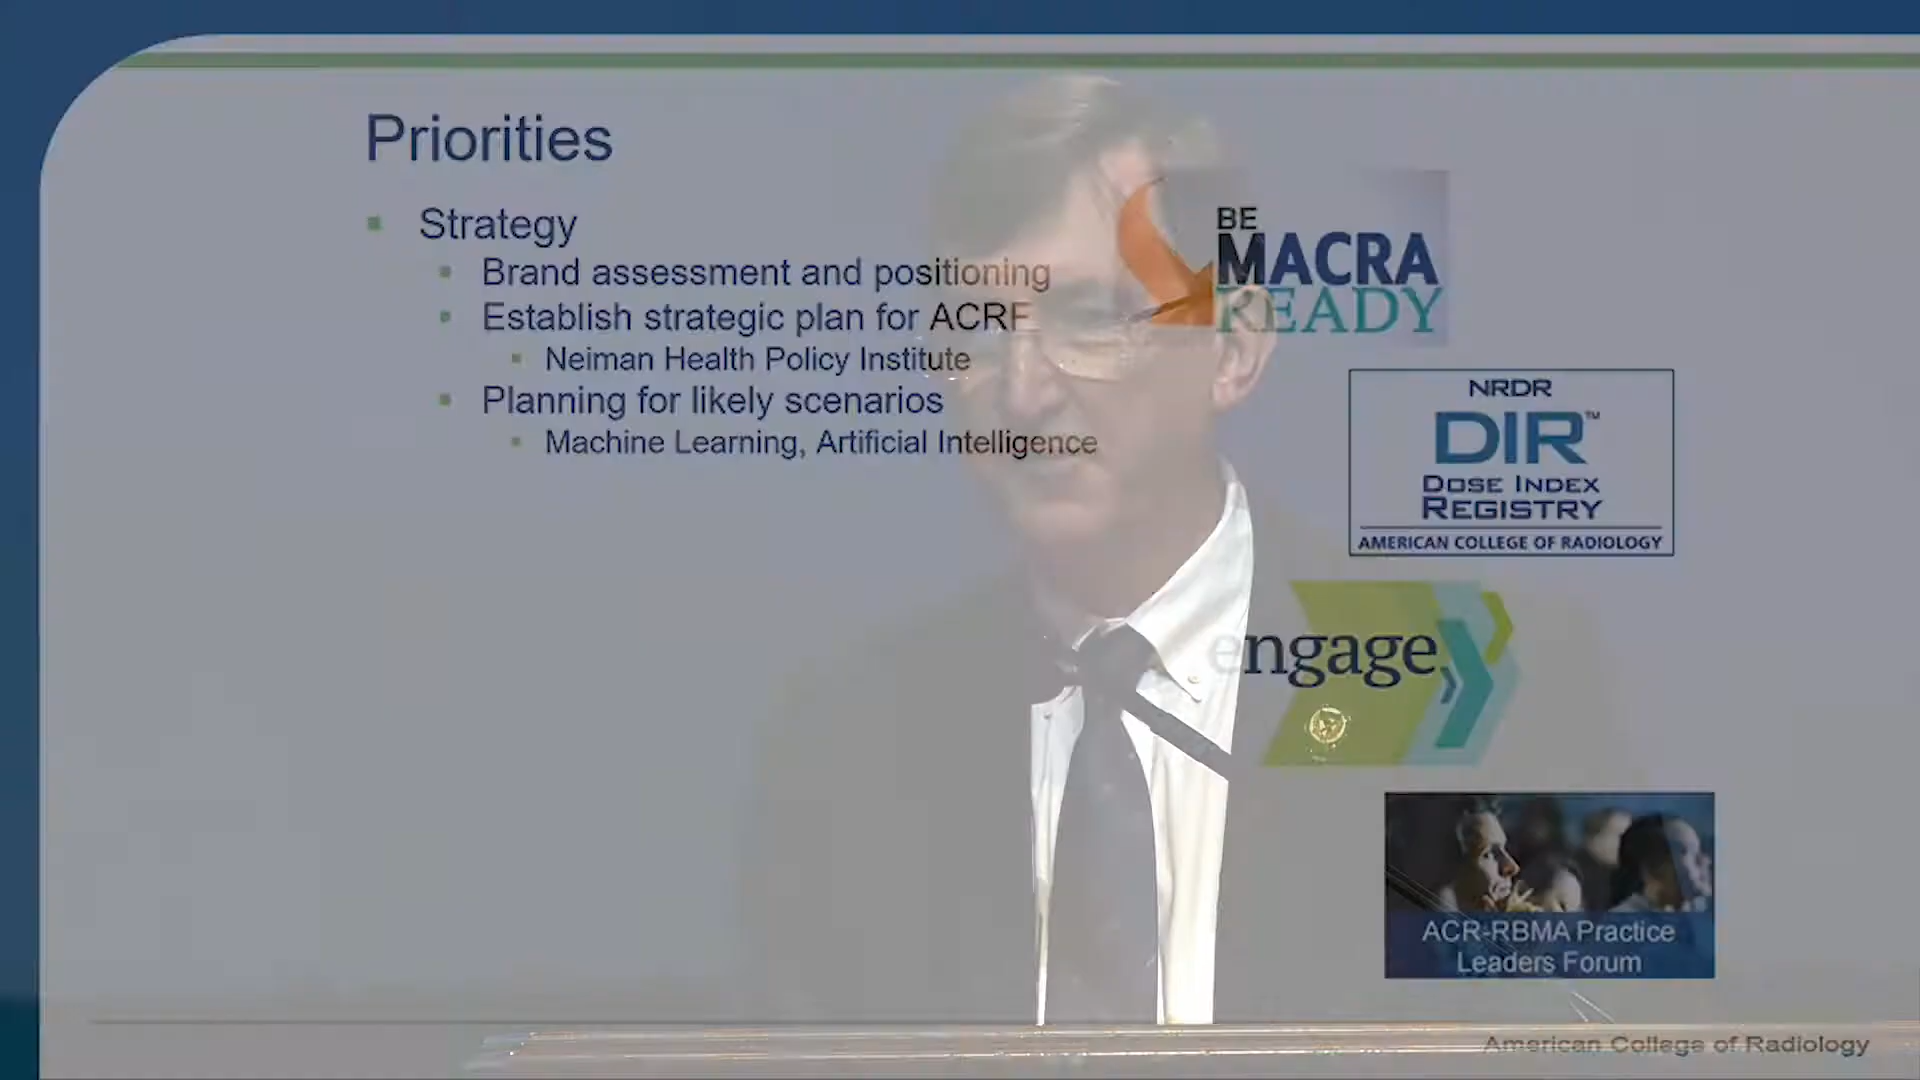 Priorities
Strategy
Brand assessment and positioning
Establish strategic plan for ACRF
Neiman Health Policy Institute
Planning for likely scenarios
Machine Learning, Artificial Intelligence
BE
MACRA
READY
NRDR
DIR™
DOSE INDEX
REGISTRY
AMERICAN COLLEGE OF RADIOLOGY
engage
ACR-RBMA Practice
Leaders Forum
American College of Radiology